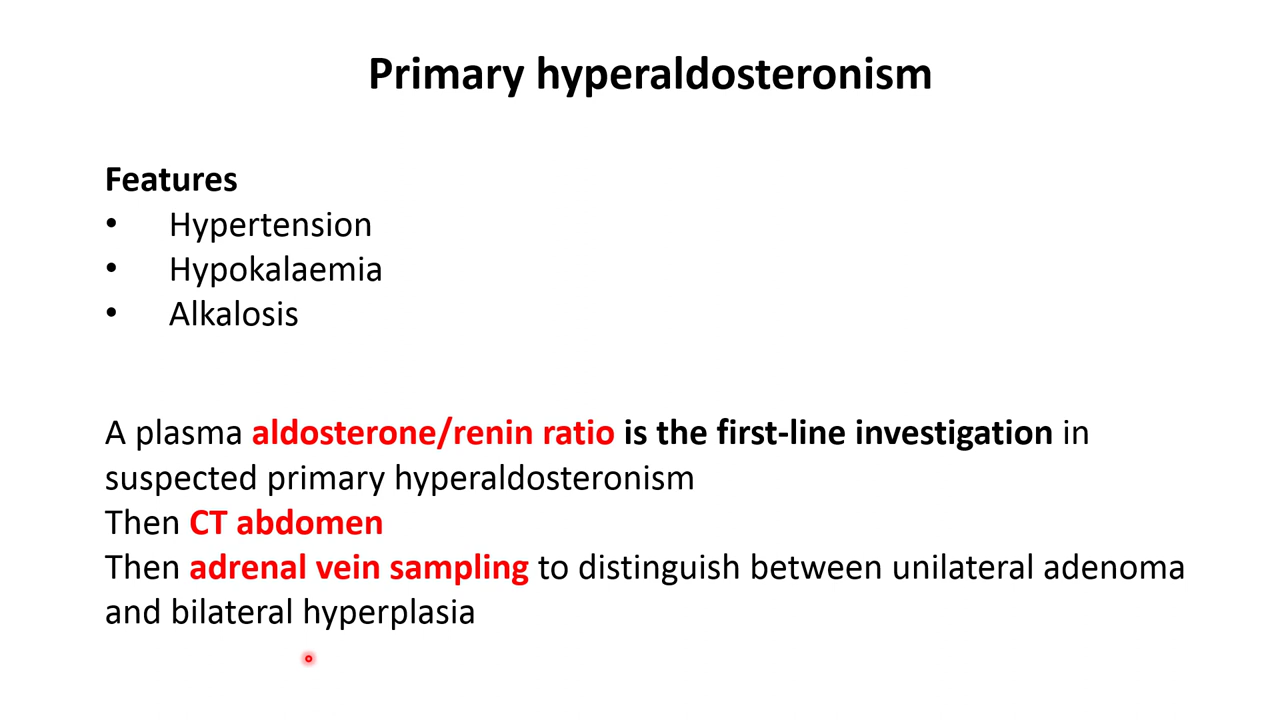 Primary hyperaldosteronism
Features
• Hypertension
• Hypokalaemia
• Alkalosis
A plasma aldosterone/renin ratio is the first-line investigation in
suspected primary hyperaldosteronism
Then CT abdomen
Then adrenal vein sampling to distinguish between unilateral adenoma
and bilateral hyperplasia